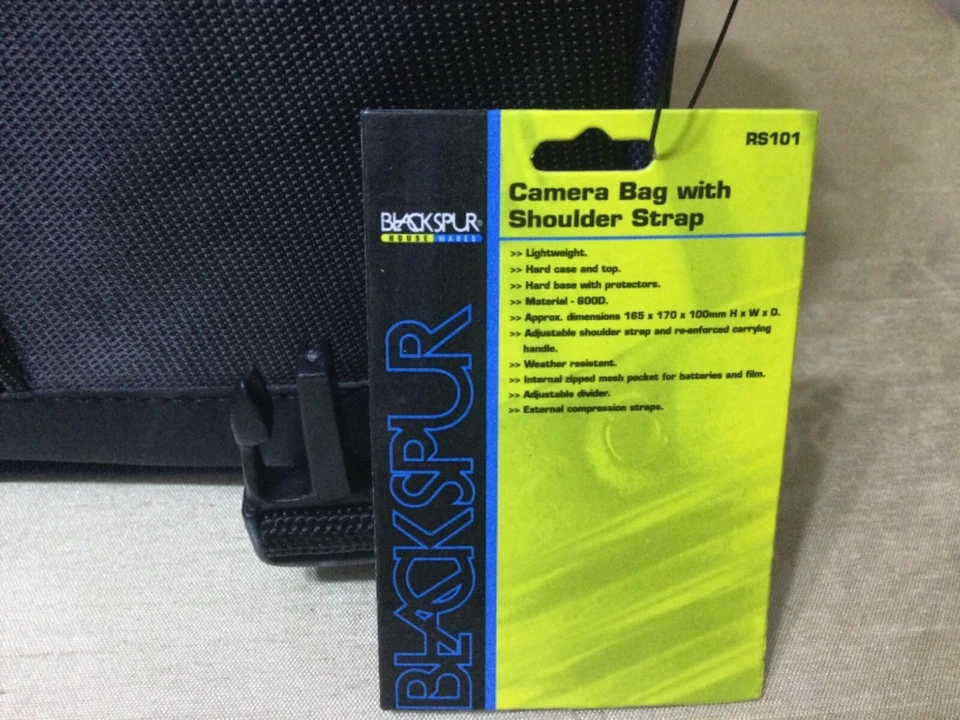 RS101
Camera Bag with
Shoulder Strap
BLACKSPUR®
HOUSE WARES
>> Lightweight.
>> Hard case and top.
>> Hard base with protectors.
>> Material - 600D.
>> Approx. dimensions 165 x 170 x 100mm H x W x D.
>> Adjustable shoulder strap and re-enforced carrying
handle.
>> Weather resistant.
>> Internal zipped mesh pocket for batteries and film.
>> Adjustable divider.
>> External compression straps.
BLACKSPUR